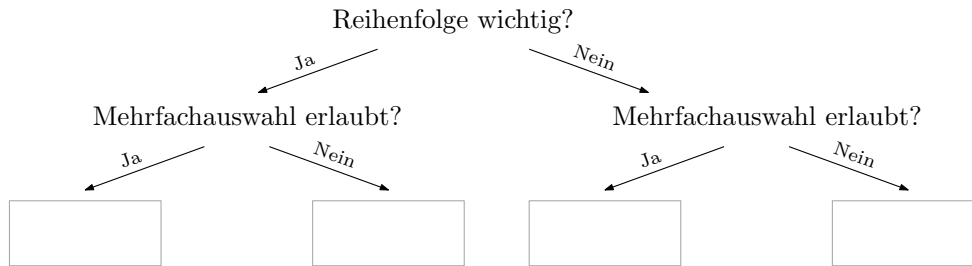 Reihenfolge wichtig?
Ja
Nein
Mehrfachauswahl erlaubt?
Mehrfachauswahl erlaubt?
Ja
Nein
Ja
Nein